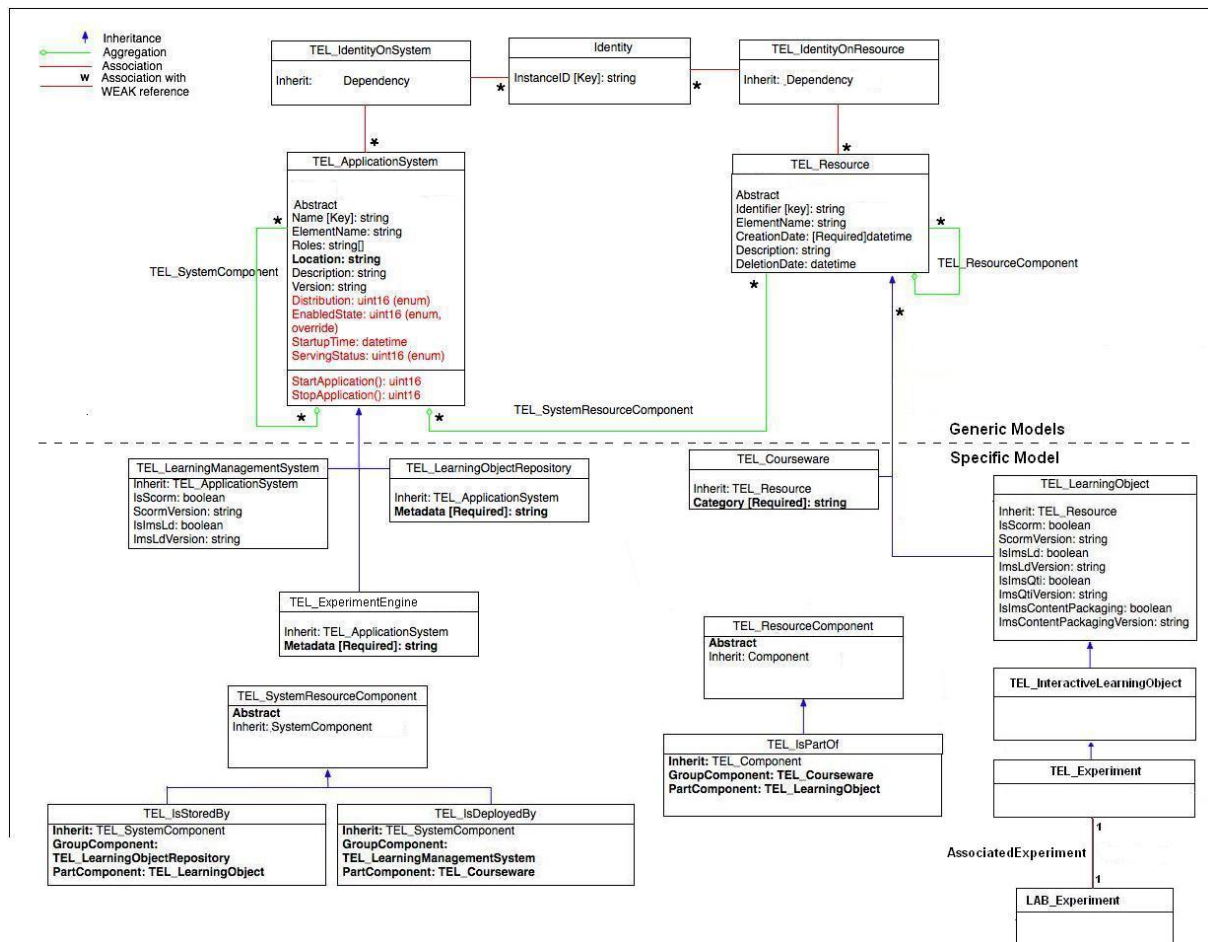 Inheritance
Aggregation
Association
w Association with
WEAK reference
TEL_IdentityOnSystem
Inherit: Dependency
Identity
InstanceID [Key]: string
TEL_IdentityOnResource
Inherit: _Dependency
*
*
*
*
TEL_ApplicationSystem
Abstract
Name [Key]: string
ElementName: string
Roles: string[]
Location: string
Description: string
Version: string
Distribution: uint16 (enum)
EnabledState: uint16 (enum,
override)
StartupTime: datetime
ServingStatus: uint16 (enum)
StartApplication(): uint16
StopApplication(): uint16
*
TEL_SystemComponent
*
TEL_Resource
Abstract
Identifier [key]: string
ElementName: string
CreationDate: [Required]datetime
Description: string
DeletionDate: datetime
*
TEL_ResourceComponent
*
*
TEL_SystemResourceComponent
*
Generic Models
Specific Model
TEL_LearningManagementSystem
Inherit: TEL_ApplicationSystem
IsScorm: boolean
ScormVersion: string
IsImsLd: boolean
ImsLdVersion: string
TEL_LearningObjectRepository
Inherit: TEL_ApplicationSystem
Metadata [Required]: string
TEL_Courseware
Inherit: TEL_Resource
Category [Required]: string
TEL_LearningObject
Inherit: TEL_Resource
IsScorm: boolean
ScormVersion: string
IsImsLd: boolean
ImsLdVersion: string
IsImsQti: boolean
ImsQtiVersion: string
IsImsContentPackaging: boolean
ImsContentPackagingVersion: string
TEL_ExperimentEngine
Inherit: TEL_ApplicationSystem
Metadata [Required]: string
TEL_ResourceComponent
Abstract
Inherit: Component
TEL_InteractiveLearningObject
TEL_SystemResourceComponent
Abstract
Inherit: SystemComponent
TEL_IsPartOf
Inherit: TEL_Component
GroupComponent: TEL_Courseware
PartComponent: TEL_LearningObject
TEL_Experiment
TEL_IsStoredBy
Inherit: TEL_SystemComponent
GroupComponent:
TEL_LearningObjectRepository
PartComponent: TEL_LearningObject
TEL_IsDeployedBy
Inherit: TEL_SystemComponent
GroupComponent:
TEL_LearningManagementSystem
PartComponent: TEL_Courseware
1
AssociatedExperiment
1
LAB_Experiment